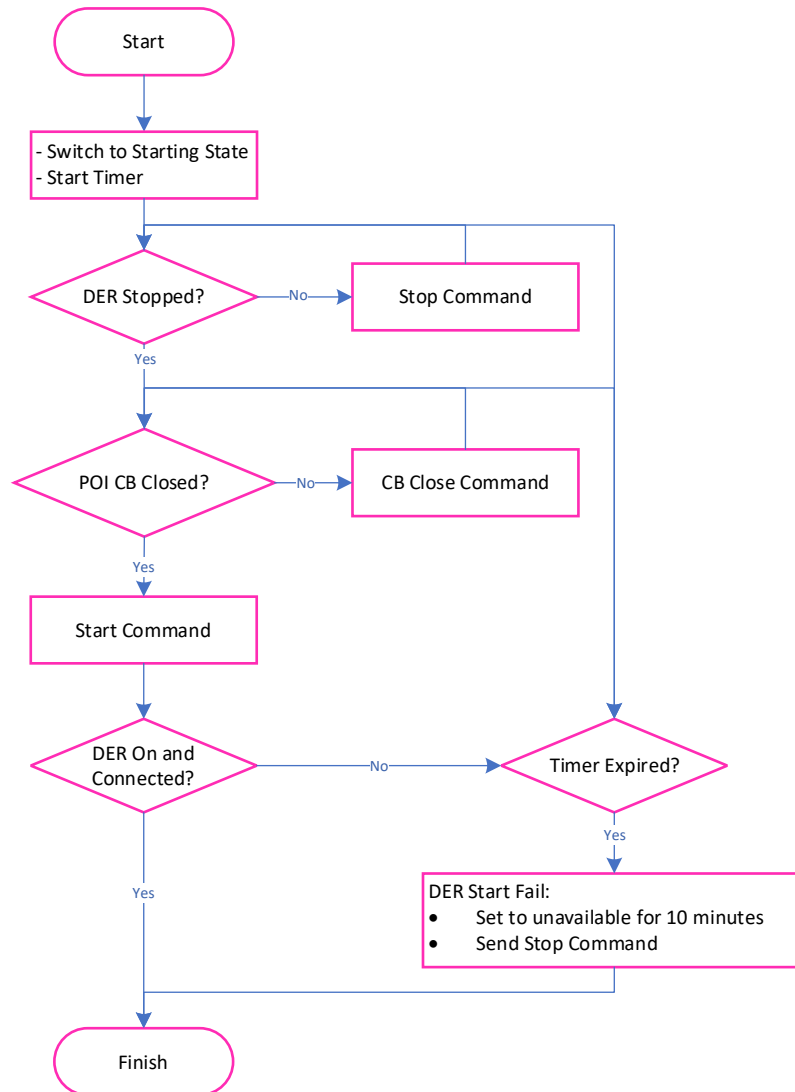 Start
- Switch to Starting State
- Start Timer
DER Stopped?
No
Stop Command
Yes
POI CB Closed?
No
CB Close Command
Yes
Start Command
DER On and
Connected?
No
Timer Expired?
Yes
Yes
DER Start Fail:
• Set to unavailable for 10 minutes
• Send Stop Command
Finish